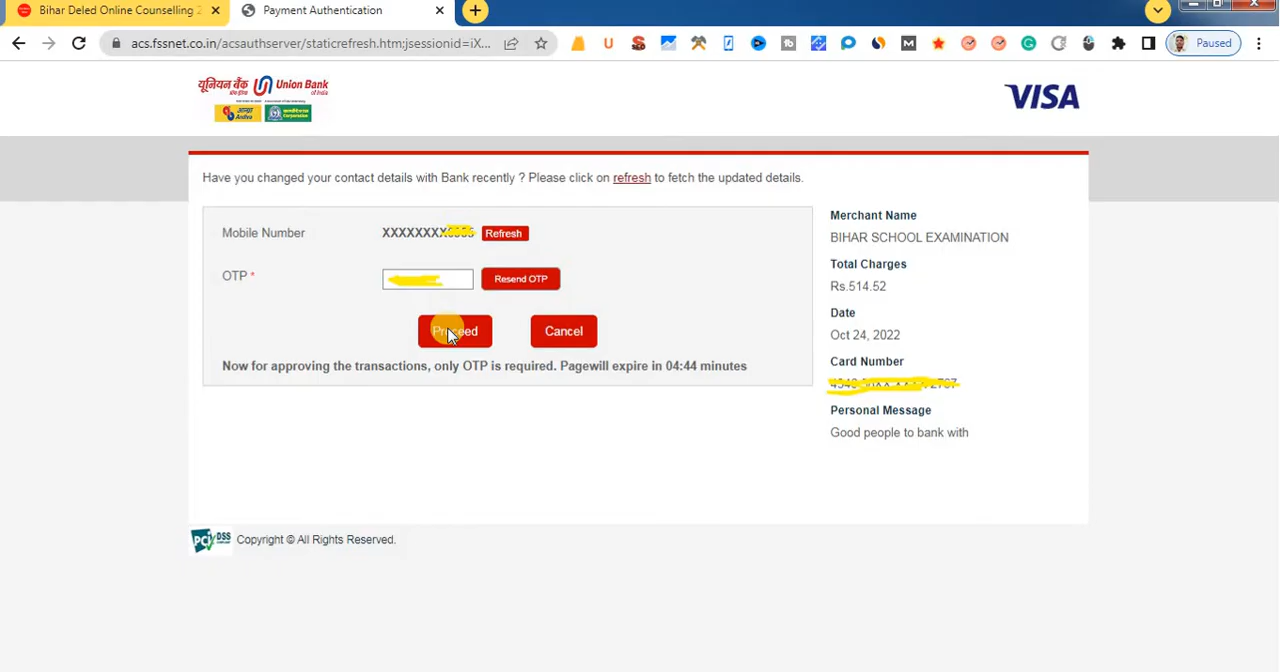 Bihar Deled Online Counselling 2
Payment Authentication
acs.fssnet.co.in/acsauthserver/staticrefresh.htm;jsessionid=iX...
Paused
यूनियन बैंक Union Bank
of India
VISA
Have you changed your contact details with Bank recently ? Please click on refresh to fetch the updated details.
Mobile Number XXXXXXXX Refresh
OTP * Resend OTP
Proceed Cancel
Now for approving the transactions, only OTP is required. Pagewill expire in 04:44 minutes
Merchant Name
BIHAR SCHOOL EXAMINATION
Total Charges
Rs.514.52
Date
Oct 24, 2022
Card Number
Personal Message
Good people to bank with
PCI DSS Copyright © All Rights Reserved.